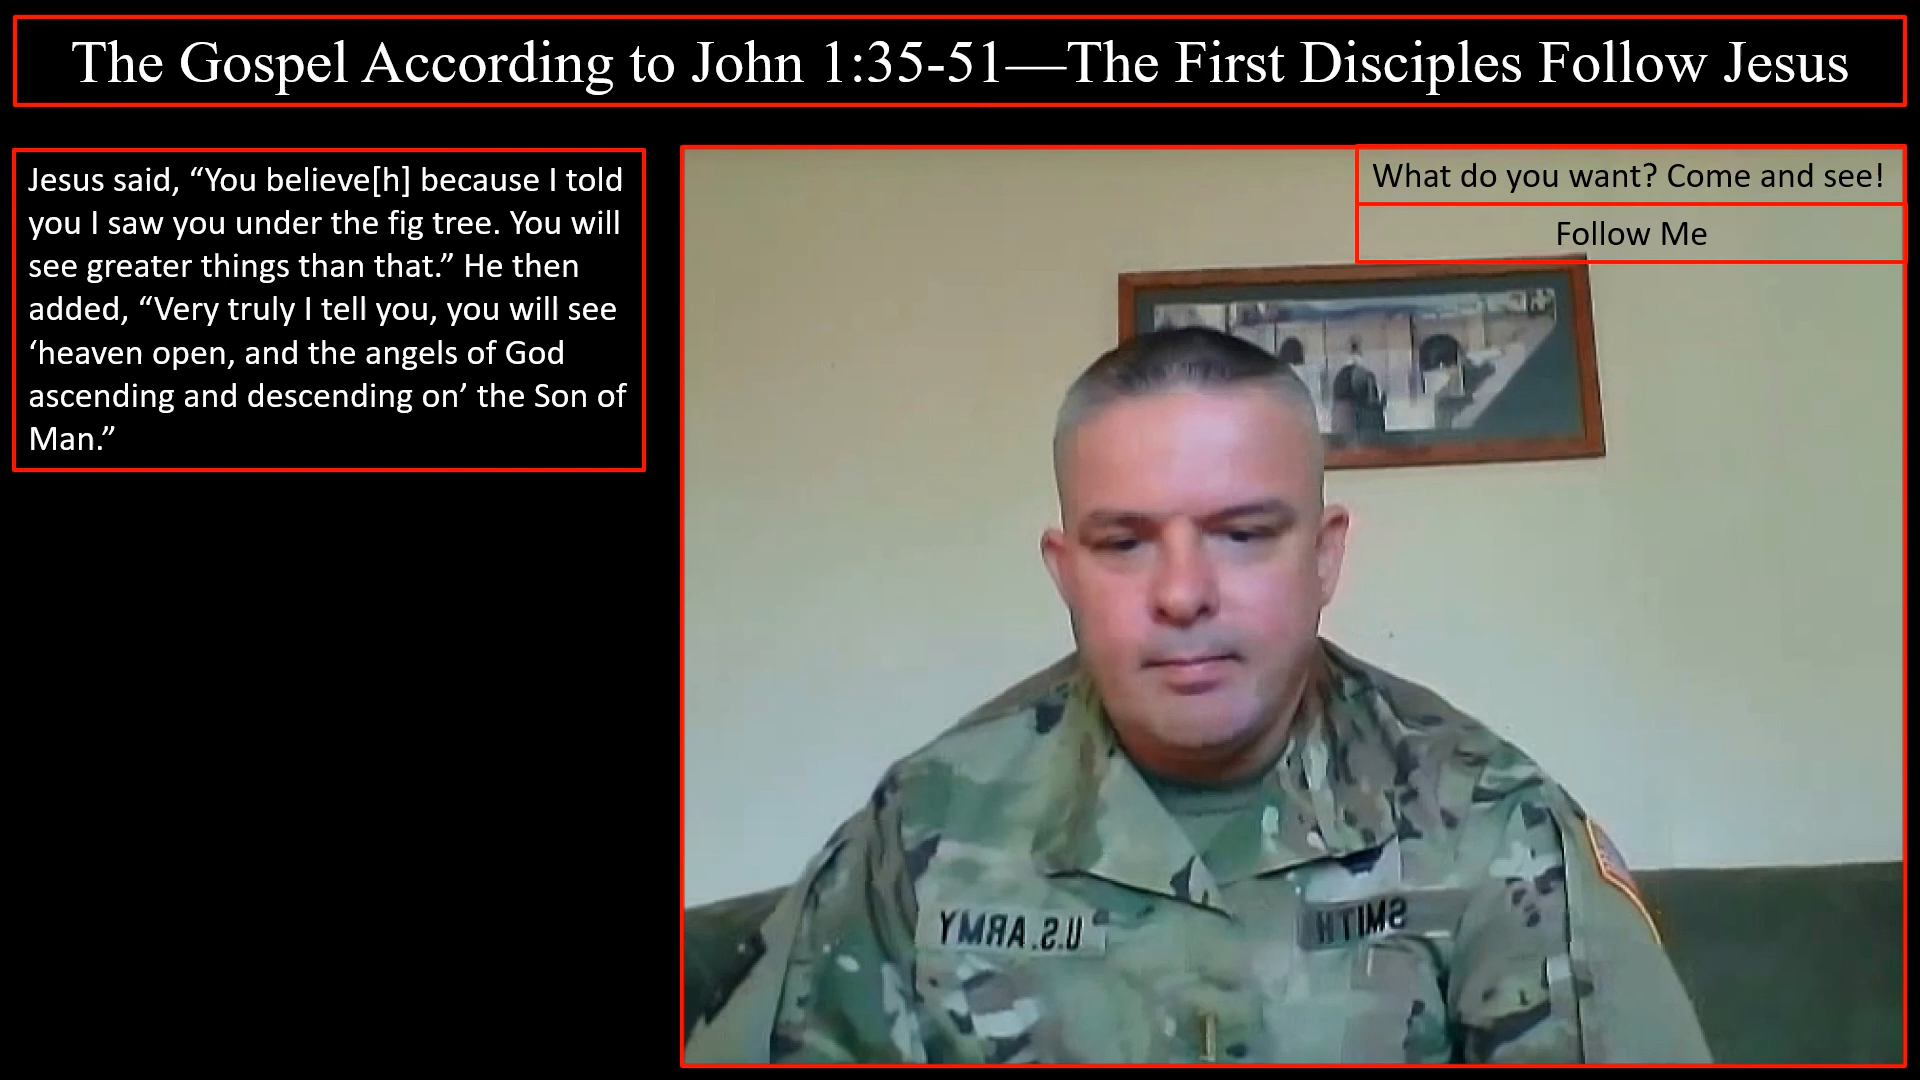 The Gospel According to John 1:35-51—The First Disciples Follow Jesus
Jesus said, “You believe[h] because I told
you I saw you under the fig tree. You will
see greater things than that.” He then
added, “Very truly I tell you, you will see
‘heaven open, and the angels of God
ascending and descending on’ the Son of
Man.”
What do you want? Come and see!
Follow Me
U.S. ARMY
SMITH